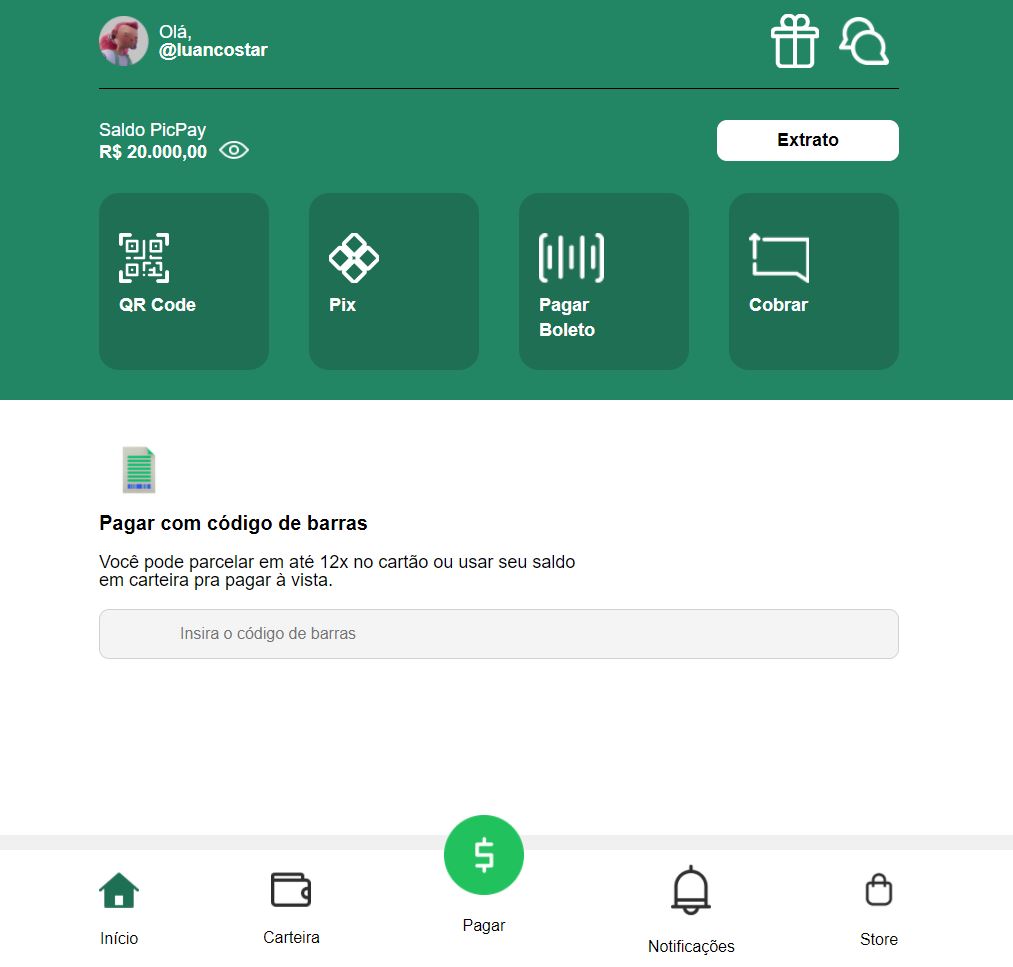 Olá,
@luancostar
Saldo PicPay
R$ 20.000,00
Extrato
QR Code
Pix
Pagar
Boleto
Cobrar
Pagar com código de barras
Você pode parcelar em até 12x no cartão ou usar seu saldo
em carteira pra pagar à vista.
Insira o código de barras
Início
Carteira
Pagar
Notificações
Store